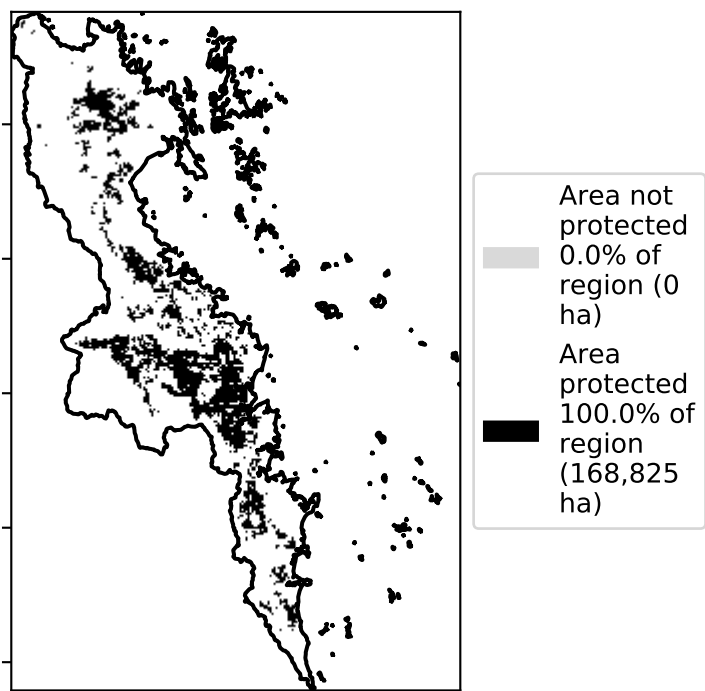 Area not
protected
0.0% of
region (0
ha)
Area
protected
100.0% of
region
(168,825
ha)